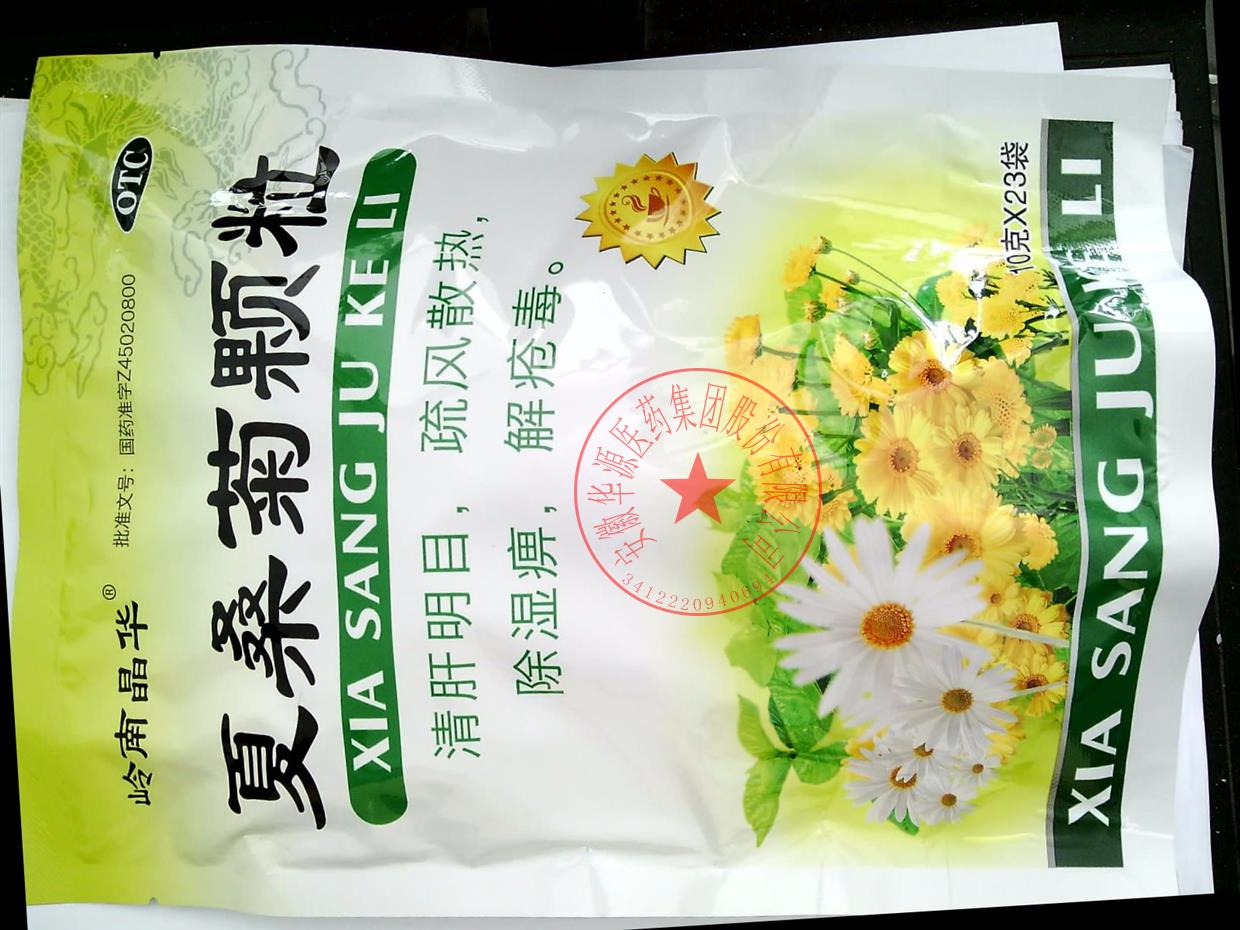 岭南晶华®
批准文号：国药准字Z45020800
OTC
夏桑菊颗粒
XIA SANG JU KE LI
清肝明目，疏风散热，
除湿痹，解疮毒。
安徽华源医药集团股份有限公司
3412220940694
10克X23袋
XIA SANG JU KE LI